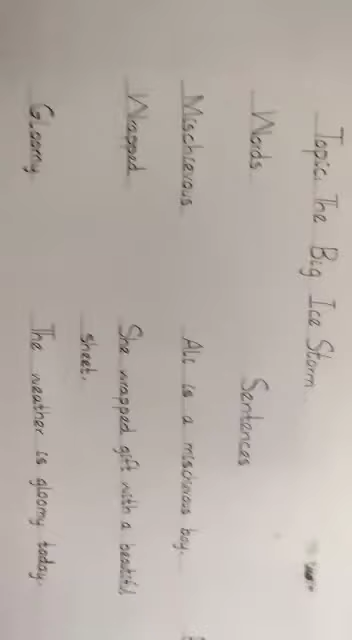 Topic: The Big Ice Storm.
Words Sentences
Mischievous Ali is a mischivous boy.
Wrapped She wrapped gift with a beautiful
sheet.
Gloomy The weather is gloomy today.